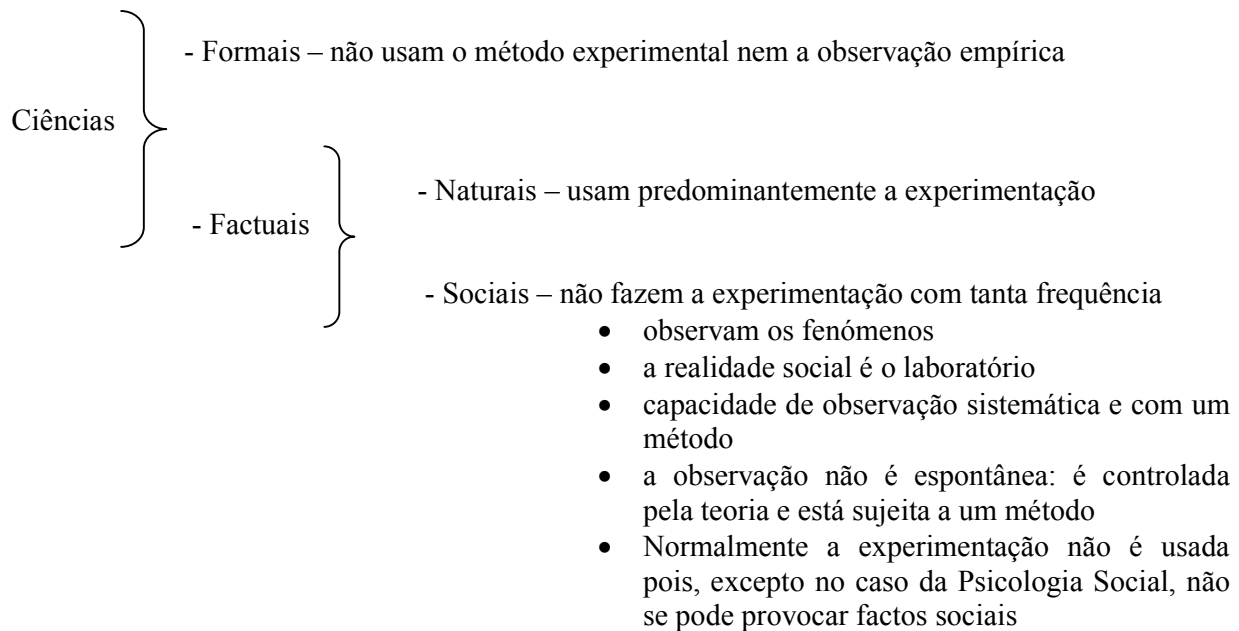 - Formais – não usam o método experimental nem a observação empírica
Ciências
- Naturais – usam predominantemente a experimentação
- Factuais
- Sociais – não fazem a experimentação com tanta frequência
• observam os fenómenos
• a realidade social é o laboratório
• capacidade de observação sistemática e com um
método
• a observação não é espontânea: é controlada
pela teoria e está sujeita a um método
• Normalmente a experimentação não é usada
pois, excepto no caso da Psicologia Social, não
se pode provocar factos sociais